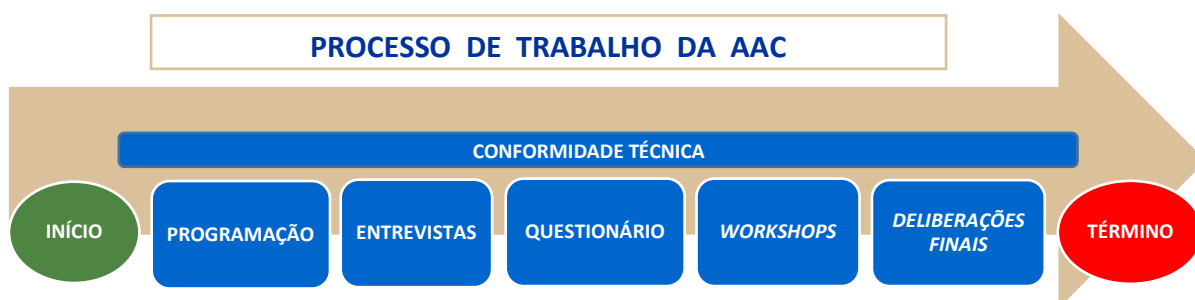 PROCESSO DE TRABALHO DA AAC
CONFORMIDADE TÉCNICA
INÍCIO
PROGRAMAÇÃO
ENTREVISTAS
QUESTIONÁRIO
WORKSHOPS
DELIBERAÇÕES
FINAIS
TÉRMINO